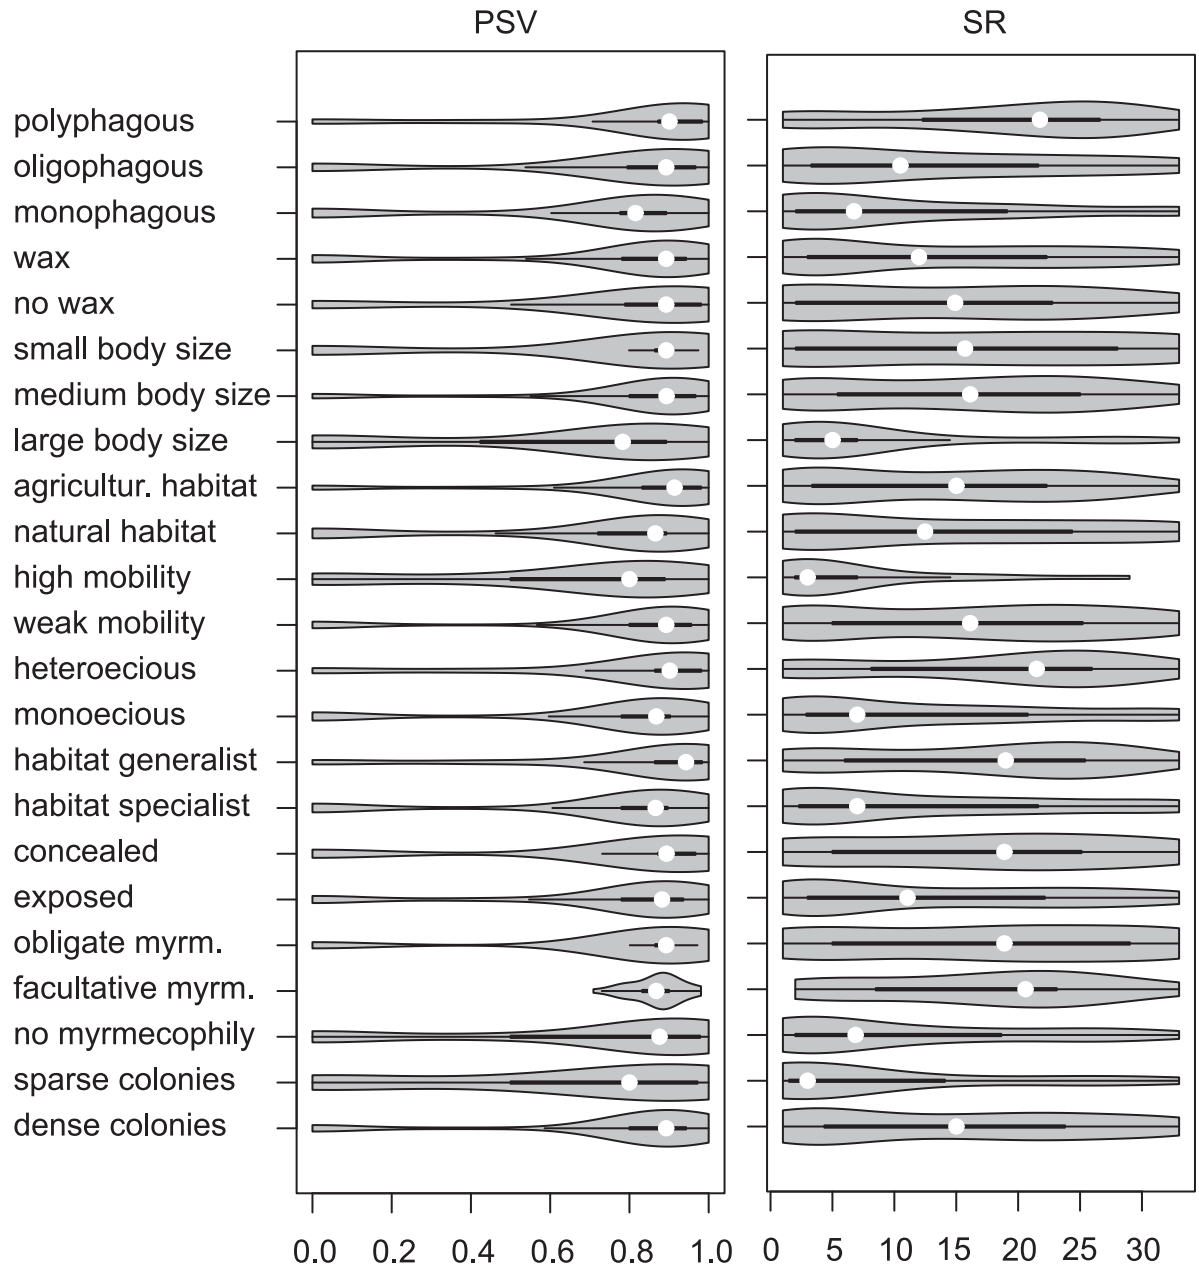 PSV SR
polyphagous
oligophagous
monophagous
wax
no wax
small body size
medium body size
large body size
agricultur. habitat
natural habitat
high mobility
weak mobility
heteroecious
monoecious
habitat generalist
habitat specialist
concealed
exposed
obligate myrm.
facultative myrm.
no myrmecophily
sparse colonies
dense colonies
0.0 0.2 0.4 0.6 0.8 1.0 0 5 10 15 20 25 30